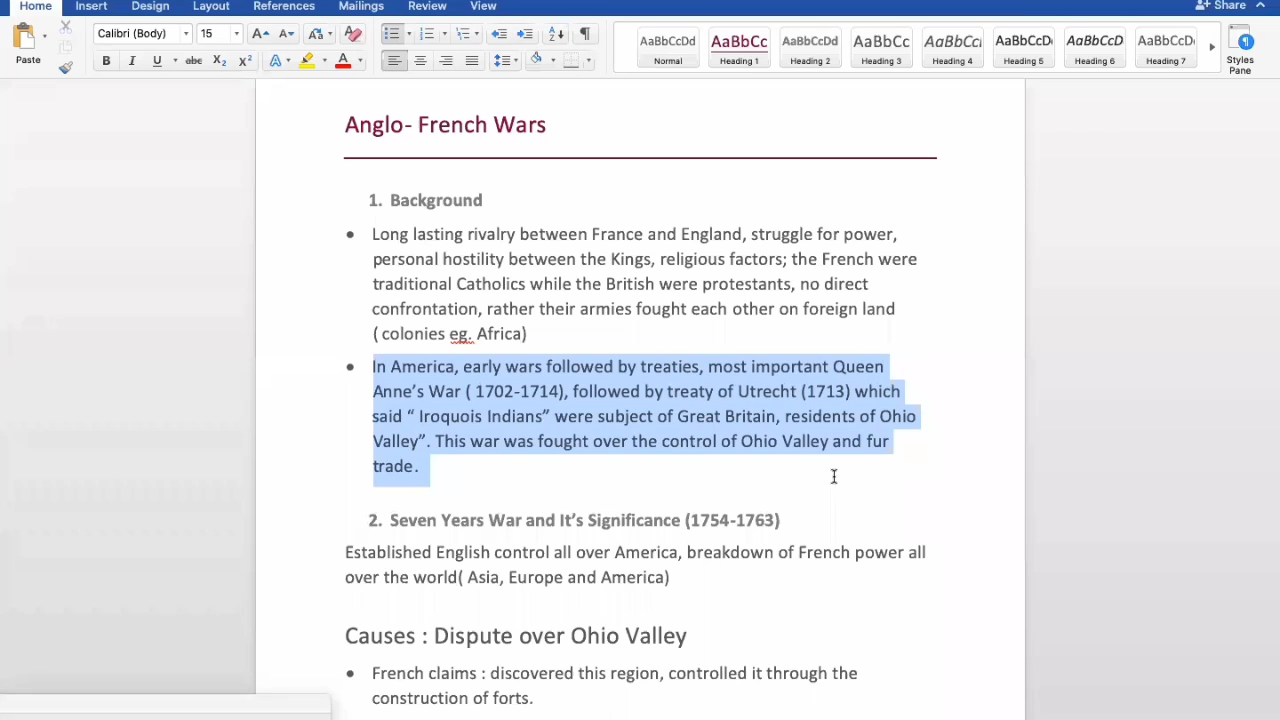 Home Insert Design Layout References Mailings Review View Share
Calibri (Body) 15
AaBbCcDd AaBbCc AaBbCcDd AaBbCcI AaBbCcI AaBbCcD AaBbCcD AaBbCcD
Paste B I U abc X2 X2 A A Normal Heading 1 Heading 2 Heading 3 Heading 4 Heading 5 Heading 6 Heading 7 Styles
Pane
Anglo- French Wars
1. Background
• Long lasting rivalry between France and England, struggle for power,
personal hostility between the Kings, religious factors; the French were
traditional Catholics while the British were protestants, no direct
confrontation, rather their armies fought each other on foreign land
( colonies eg. Africa)
• In America, early wars followed by treaties, most important Queen
Anne’s War ( 1702-1714), followed by treaty of Utrecht (1713) which
said “ Iroquois Indians” were subject of Great Britain, residents of Ohio
Valley”. This war was fought over the control of Ohio Valley and fur
trade.
2. Seven Years War and It’s Significance (1754-1763)
Established English control all over America, breakdown of French power all
over the world( Asia, Europe and America)
Causes : Dispute over Ohio Valley
• French claims : discovered this region, controlled it through the
construction of forts.